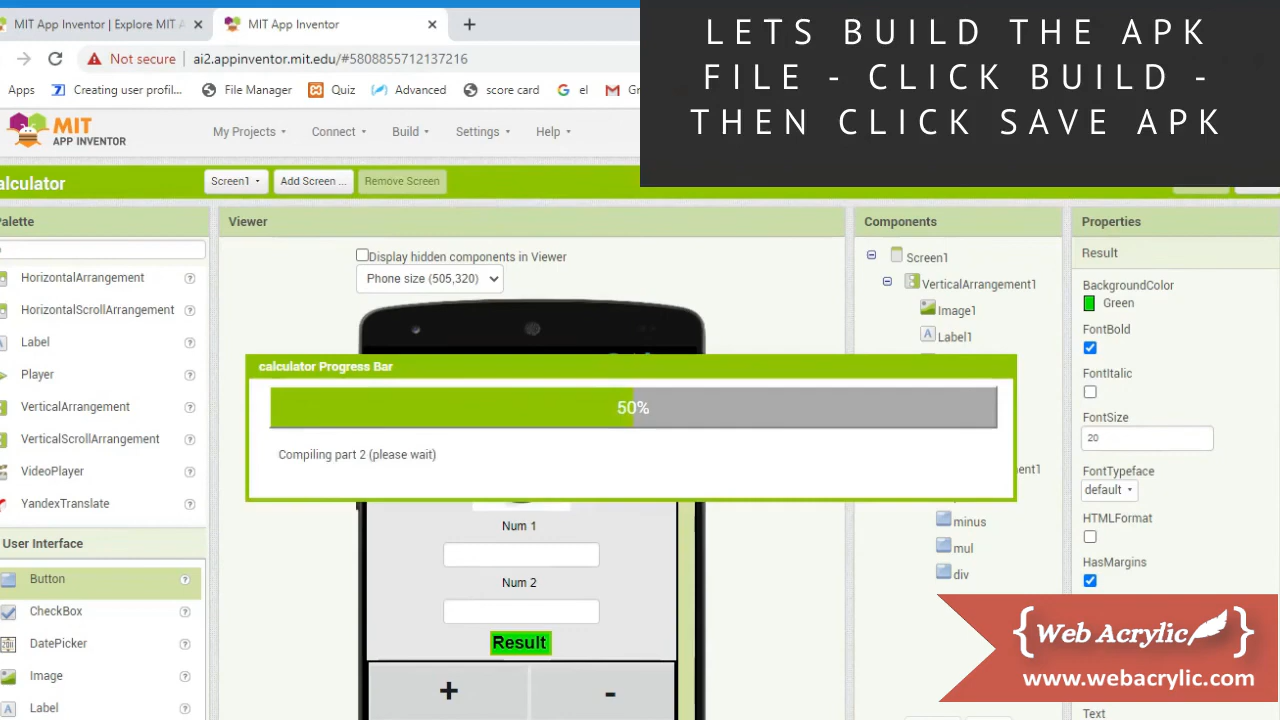 MIT App Inventor | Explore MIT A
MIT App Inventor
LETS BUILD THE APK
FILE - CLICK BUILD -
THEN CLICK SAVE APK
Not secure
ai2.appinventor.mit.edu/#5808855712137216
Apps
Creating user profil...
File Manager
Quiz
Advanced
score card
el
Gr
MIT
APP INVENTOR
My Projects
Connect
Build
Settings
Help
alculator
Screen1
Add Screen ...
Remove Screen
alette
HorizontalArrangement
HorizontalScrollArrangement
Label
Player
VerticalArrangement
VerticalScrollArrangement
VideoPlayer
YandexTranslate
User Interface
Button
CheckBox
DatePicker
Image
Label
Viewer
Display hidden components in Viewer
Phone size (505,320)
calculator Progress Bar
50%
Compiling part 2 (please wait)
Num 1
Num 2
Result
+
-
Components
Screen1
VerticalArrangement1
Image1
Label1
ent1
minus
mul
div
Properties
Result
BackgroundColor
Green
FontBold
FontItalic
FontSize
20
FontTypeface
default
HTMLFormat
HasMargins
{ Web Acrylic }
www.webacrylic.com
Text